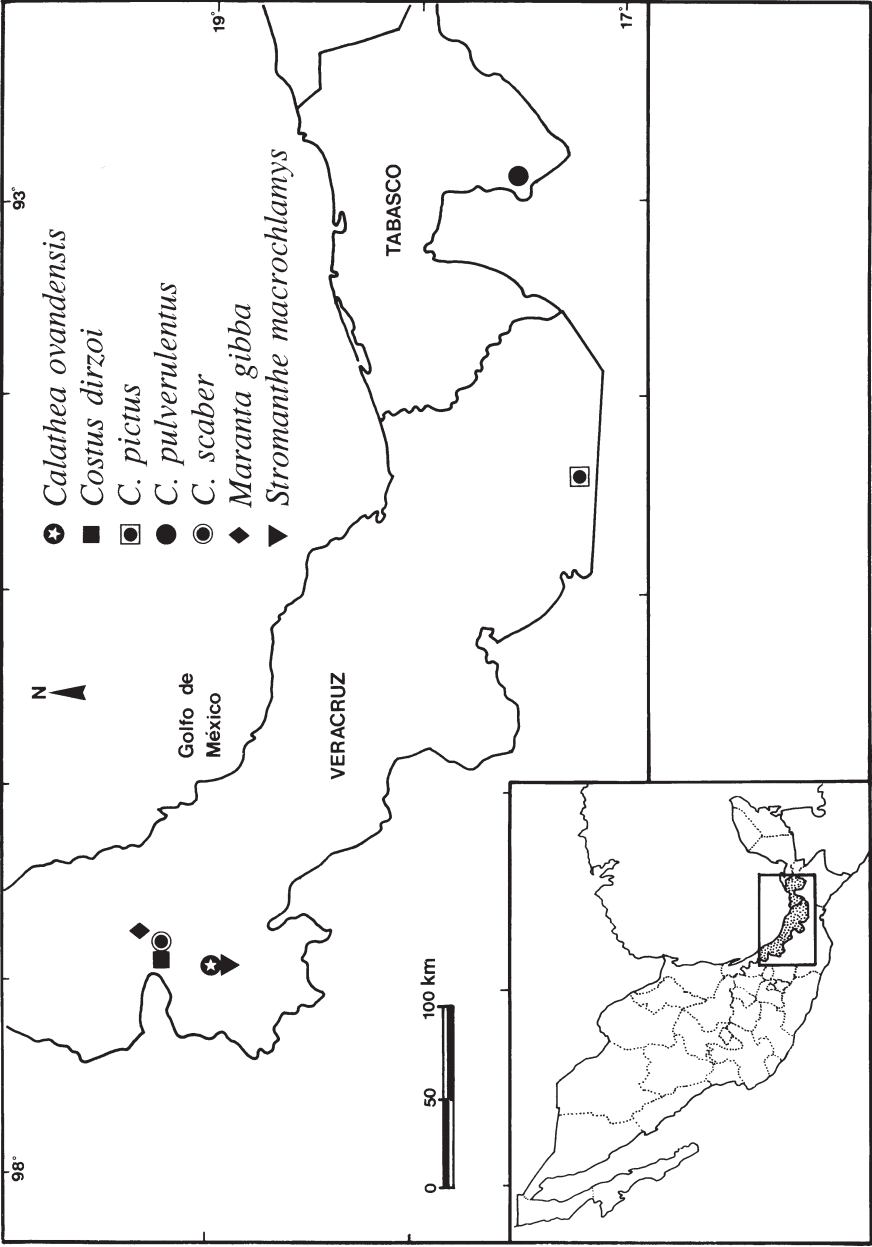 98°
93°
19°
17°
N
Golfo de
México
VERACRUZ
TABASCO
Calathea ovandensis
Costus dirzoi
C. pictus
C. pulverulentus
C. scaber
Maranta gibba
Stromanthe macrochlamys
0 50 100 km